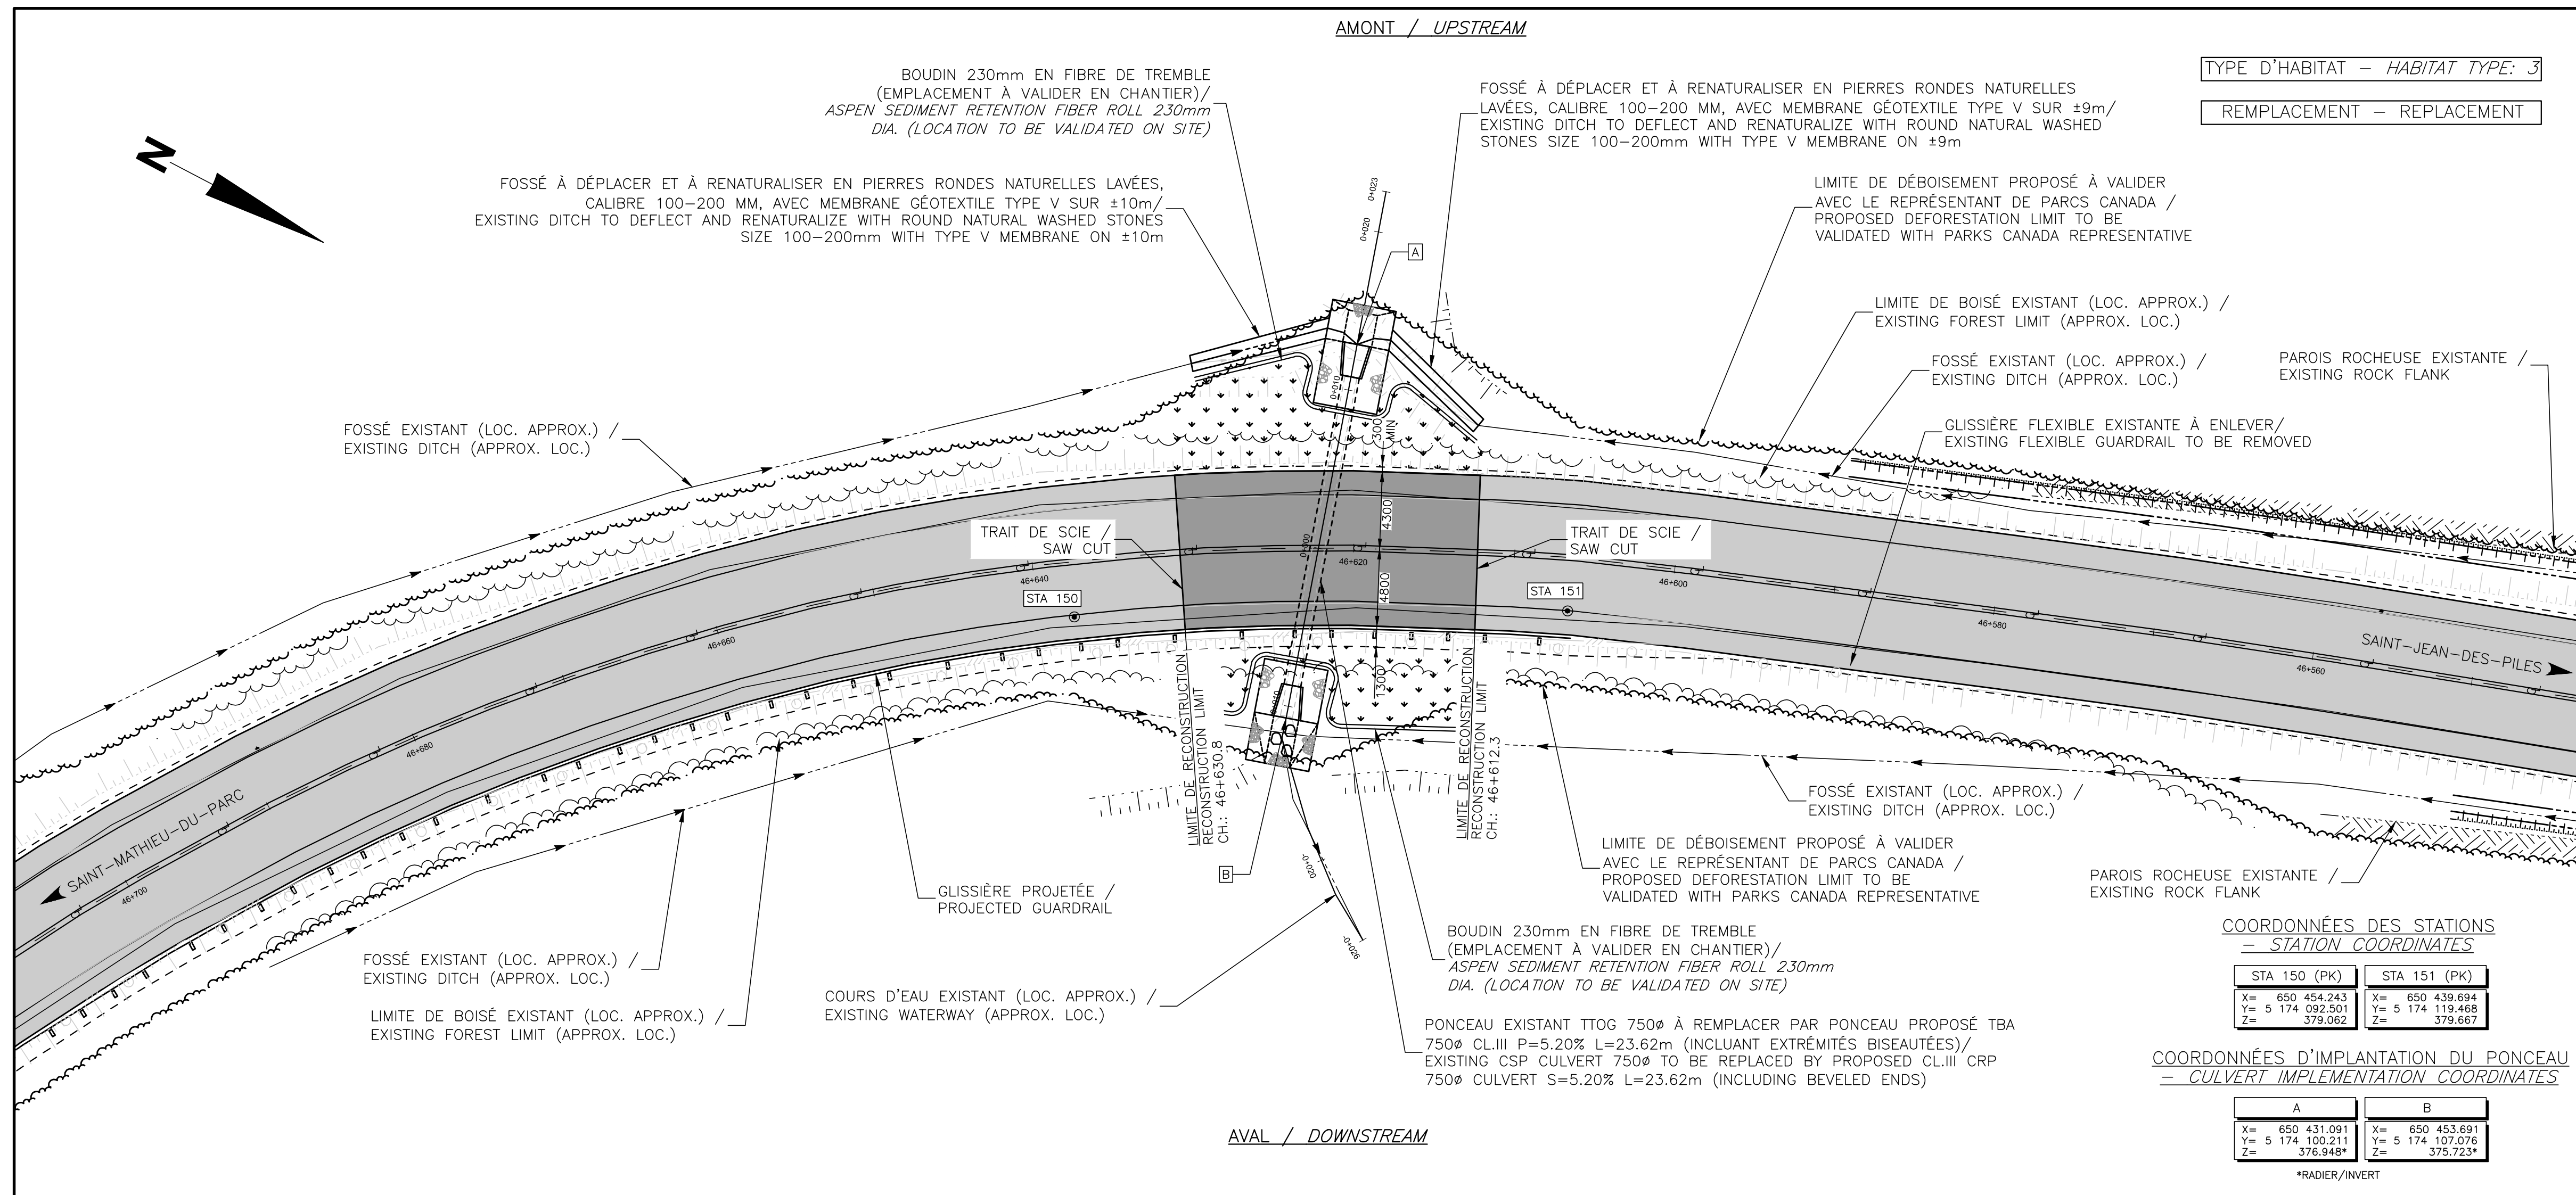 AMONT / UPSTREAM
TYPE D'HABITAT – HABITAT TYPE: 3
REMPLACEMENT – REPLACEMENT
N
BOUDIN 230mm EN FIBRE DE TREMBLE
(EMPLACEMENT À VALIDER EN CHANTIER)/
ASPEN SEDIMENT RETENTION FIBER ROLL 230mm
DIA. (LOCATION TO BE VALIDATED ON SITE)
FOSSÉ À DÉPLACER ET À RENATURALISER EN PIERRES RONDES NATURELLES
LAVÉES, CALIBRE 100–200 MM, AVEC MEMBRANE GÉOTEXTILE TYPE V SUR ±9m/
EXISTING DITCH TO DEFLECT AND RENATURALIZE WITH ROUND NATURAL WASHED
STONES SIZE 100–200mm WITH TYPE V MEMBRANE ON ±9m
FOSSÉ À DÉPLACER ET À RENATURALISER EN PIERRES RONDES NATURELLES LAVÉES,
CALIBRE 100–200 MM, AVEC MEMBRANE GÉOTEXTILE TYPE V SUR ±10m/
EXISTING DITCH TO DEFLECT AND RENATURALIZE WITH ROUND NATURAL WASHED STONES
SIZE 100–200mm WITH TYPE V MEMBRANE ON ±10m
LIMITE DE DÉBOISEMENT PROPOSÉ À VALIDER
AVEC LE REPRÉSENTANT DE PARCS CANADA /
PROPOSED DEFORESTATION LIMIT TO BE
VALIDATED WITH PARKS CANADA REPRESENTATIVE
0+023
0+020
A
LIMITE DE BOISÉ EXISTANT (LOC. APPROX.) /
EXISTING FOREST LIMIT (APPROX. LOC.)
FOSSÉ EXISTANT (LOC. APPROX.) /
EXISTING DITCH (APPROX. LOC.)
PAROIS ROCHEUSE EXISTANTE /
EXISTING ROCK FLANK
0+010
GLISSIÈRE FLEXIBLE EXISTANTE À ENLEVER/
EXISTING FLEXIBLE GUARDRAIL TO BE REMOVED
FOSSÉ EXISTANT (LOC. APPROX.) /
EXISTING DITCH (APPROX. LOC.)
300
MIN
4300
TRAIT DE SCIE /
SAW CUT
TRAIT DE SCIE /
SAW CUT
0+000
46+620
46+640
46+600
4800
STA 150
STA 151
46+580
46+660
SAINT–JEAN–DES–PILES
46+560
46+680
1300
LIMITE DE RECONSTRUCTION
RECONSTRUCTION LIMIT
CH.: 46+630.8
LIMITE DE RECONSTRUCTION
RECONSTRUCTION LIMIT
CH.: 46+612.3
SAINT–MATHIEU–DU–PARC
46+700
FOSSÉ EXISTANT (LOC. APPROX.) /
EXISTING DITCH (APPROX. LOC.)
LIMITE DE DÉBOISEMENT PROPOSÉ À VALIDER
AVEC LE REPRÉSENTANT DE PARCS CANADA /
PROPOSED DEFORESTATION LIMIT TO BE
VALIDATED WITH PARKS CANADA REPRESENTATIVE
B
-0+020
-0+026
PAROIS ROCHEUSE EXISTANTE /
EXISTING ROCK FLANK
GLISSIÈRE PROJETÉE /
PROJECTED GUARDRAIL
FOSSÉ EXISTANT (LOC. APPROX.) /
EXISTING DITCH (APPROX. LOC.)
LIMITE DE BOISÉ EXISTANT (LOC. APPROX.) /
EXISTING FOREST LIMIT (APPROX. LOC.)
COURS D'EAU EXISTANT (LOC. APPROX.) /
EXISTING WATERWAY (APPROX. LOC.)
BOUDIN 230mm EN FIBRE DE TREMBLE
(EMPLACEMENT À VALIDER EN CHANTIER)/
ASPEN SEDIMENT RETENTION FIBER ROLL 230mm
DIA. (LOCATION TO BE VALIDATED ON SITE)
PONCEAU EXISTANT TTOG 750ø À REMPLACER PAR PONCEAU PROPOSÉ TBA
750ø CL.III P=5.20% L=23.62m (INCLUANT EXTRÉMITÉS BISEAUTÉES)/
EXISTING CSP CULVERT 750ø TO BE REPLACED BY PROPOSED CL.III CRP
750ø CULVERT S=5.20% L=23.62m (INCLUDING BEVELED ENDS)
COORDONNÉES DES STATIONS
– STATION COORDINATES
STA 150 (PK) STA 151 (PK)
X= 650 454.243 X= 650 439.694
Y= 5 174 092.501 Y= 5 174 119.468
Z= 379.062 Z= 379.667
COORDONNÉES D'IMPLANTATION DU PONCEAU
– CULVERT IMPLEMENTATION COORDINATES
A B
X= 650 431.091 X= 650 453.691
Y= 5 174 100.211 Y= 5 174 107.076
Z= 376.948* Z= 375.723*
*RADIER/INVERT
AVAL / DOWNSTREAM